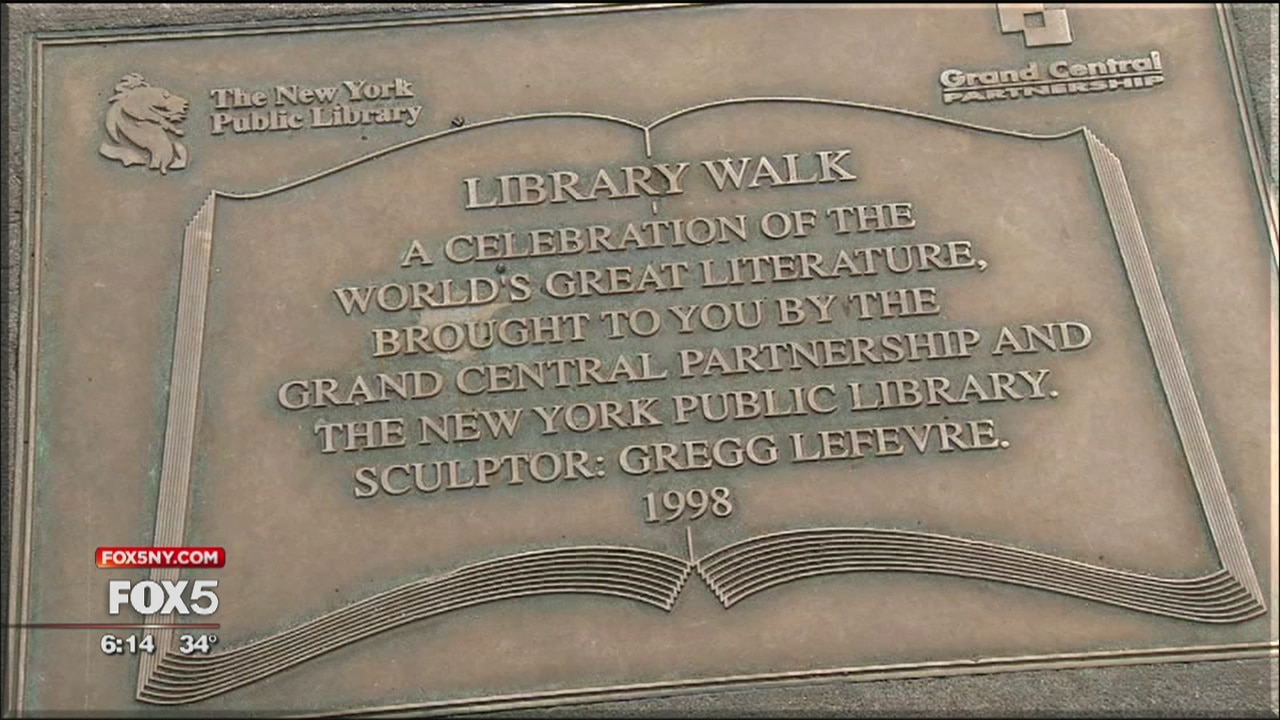 The New York
Public Library
Grand Central
PARTNERSHIP
LIBRARY WALK
A CELEBRATION OF THE
WORLD'S GREAT LITERATURE,
BROUGHT TO YOU BY THE
GRAND CENTRAL PARTNERSHIP AND
THE NEW YORK PUBLIC LIBRARY.
SCULPTOR: GREGG LEFEVRE.
1998
FOX5NY.COM
FOX5
6:14 34°